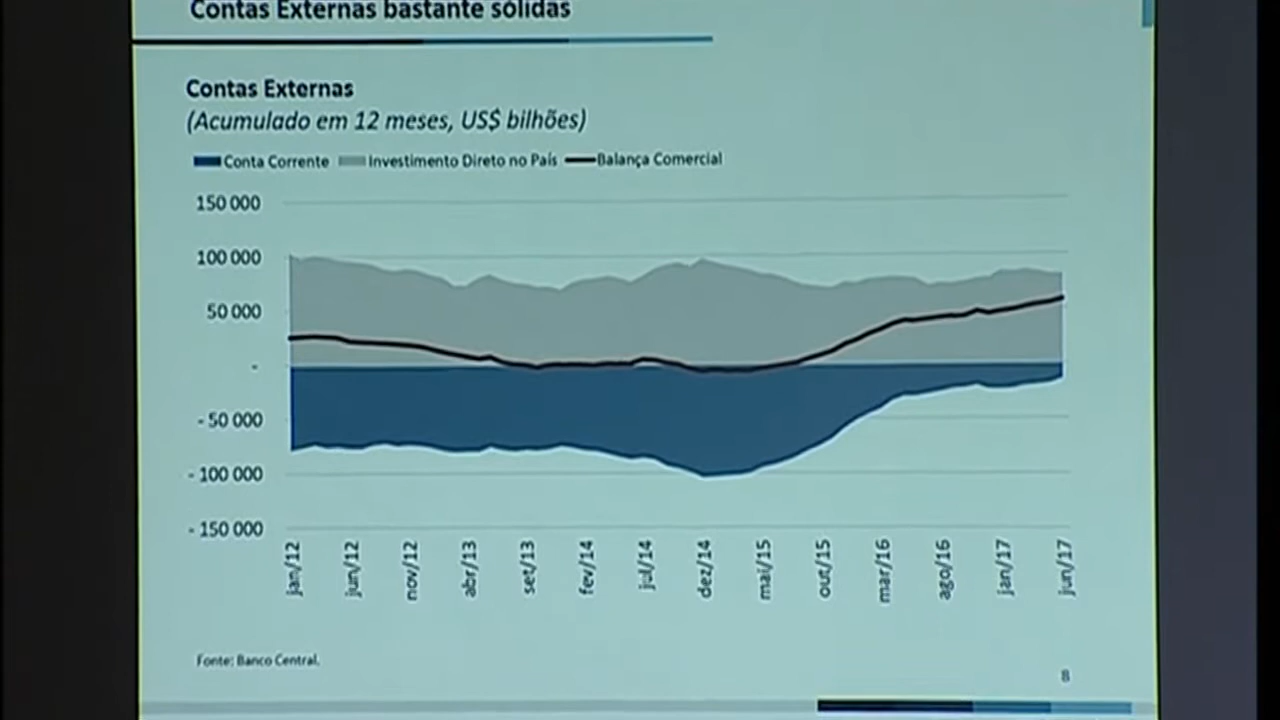 Contas Externas bastante sólidas
Contas Externas
(Acumulado em 12 meses, US$ bilhões)
Conta Corrente Investimento Direto no País Balança Comercial
150 000
100 000
50 000
-
- 50 000
- 100 000
- 150 000
jan/12 jun/12 nov/12 abr/13 set/13 fev/14 jul/14 dez/14 mai/15 out/15 mar/16 ago/16 jan/17 jun/17
Fonte: Banco Central.
8